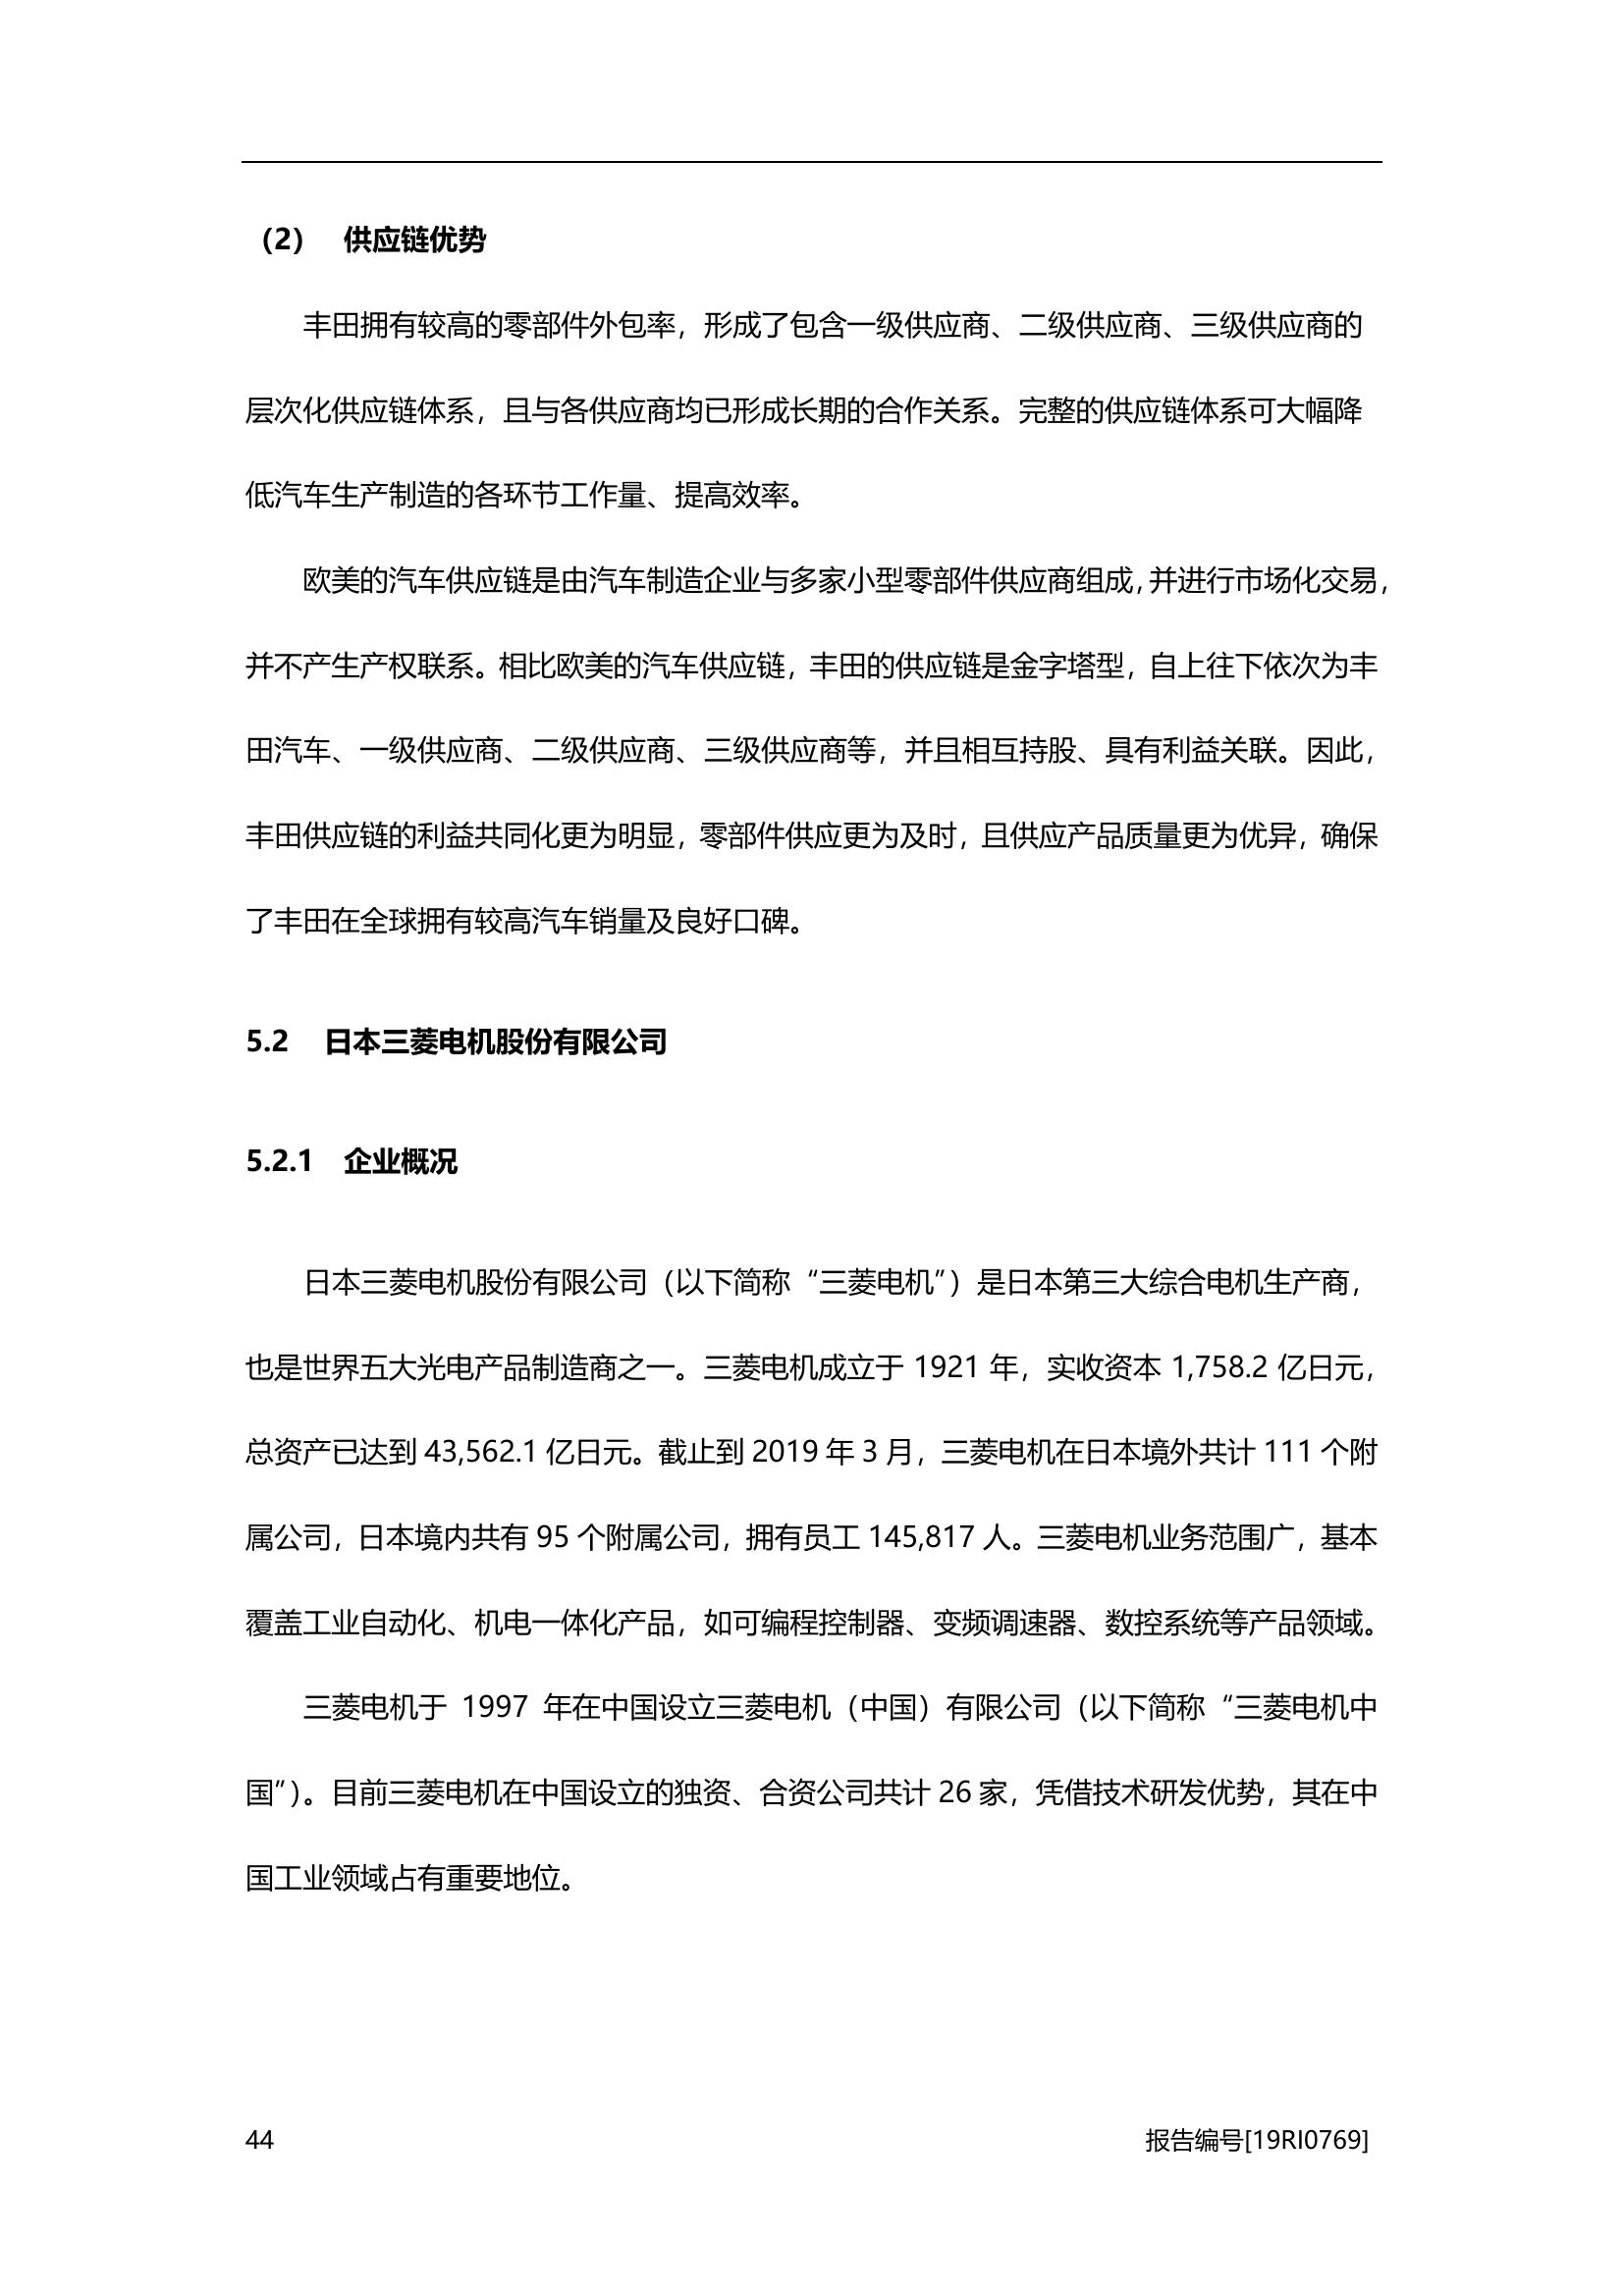 （2） 供应链优势
丰田拥有较高的零部件外包率，形成了包含一级供应商、二级供应商、三级供应商的
层次化供应链体系，且与各供应商均已形成长期的合作关系。完整的供应链体系可大幅降
低汽车生产制造的各环节工作量、提高效率。
欧美的汽车供应链是由汽车制造企业与多家小型零部件供应商组成，并进行市场化交易，
并不产生产权联系。相比欧美的汽车供应链，丰田的供应链是金字塔型，自上往下依次为丰
田汽车、一级供应商、二级供应商、三级供应商等，并且相互持股、具有利益关联。因此，
丰田供应链的利益共同化更为明显，零部件供应更为及时，且供应产品质量更为优异，确保
了丰田在全球拥有较高汽车销量及良好口碑。
5.2 日本三菱电机股份有限公司
5.2.1 企业概况
日本三菱电机股份有限公司（以下简称“三菱电机”）是日本第三大综合电机生产商，
也是世界五大光电产品制造商之一。三菱电机成立于 1921 年，实收资本 1,758.2 亿日元，
总资产已达到 43,562.1 亿日元。截止到 2019 年 3 月，三菱电机在日本境外共计 111 个附
属公司，日本境内共有 95 个附属公司，拥有员工 145,817 人。三菱电机业务范围广，基本
覆盖工业自动化、机电一体化产品，如可编程控制器、变频调速器、数控系统等产品领域。
三菱电机于 1997 年在中国设立三菱电机（中国）有限公司（以下简称“三菱电机中
国”）。目前三菱电机在中国设立的独资、合资公司共计 26 家，凭借技术研发优势，其在中
国工业领域占有重要地位。
44 报告编号[19RI0769]